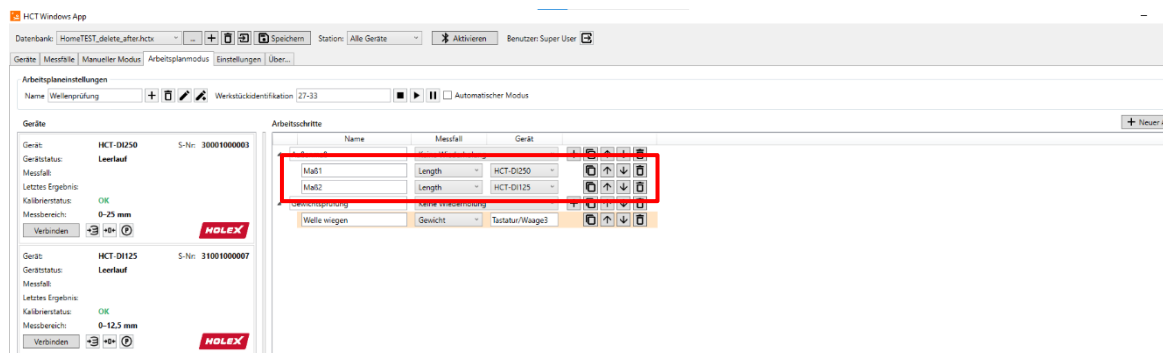 HCT Windows App
Datenbank: HomeTEST_delete_after.hctx ... Speichern Station: Alle Geräte Aktivieren Benutzer: Super User
Geräte Messfälle Manueller Modus Arbeitsplanmodus Einstellungen Über...
Arbeitsplaneinstellungen
Name Wellenprüfung Werkstückidentifikation 27-33 Automatischer Modus
Geräte
Gerät: HCT-DI250 S-Nr: 30001000003
Gerätstatus: Leerlauf
Messfall:
Letztes Ergebnis:
Kalibrierstatus: OK
Messbereich: 0-25 mm
Verbinden HOLEX
Gerät: HCT-DI125 S-Nr: 31001000007
Gerätstatus: Leerlauf
Messfall:
Letztes Ergebnis:
Kalibrierstatus: OK
Messbereich: 0-12,5 mm
Verbinden HOLEX
Arbeitsschritte
+ Neuer
Name Messfall Gerät
Maß1 Length HCT-DI250
Maß2 Length HCT-DI125
Gewichtsprüfung Keine Wiederholung
Welle wiegen Gewicht Tastatur/Waage3